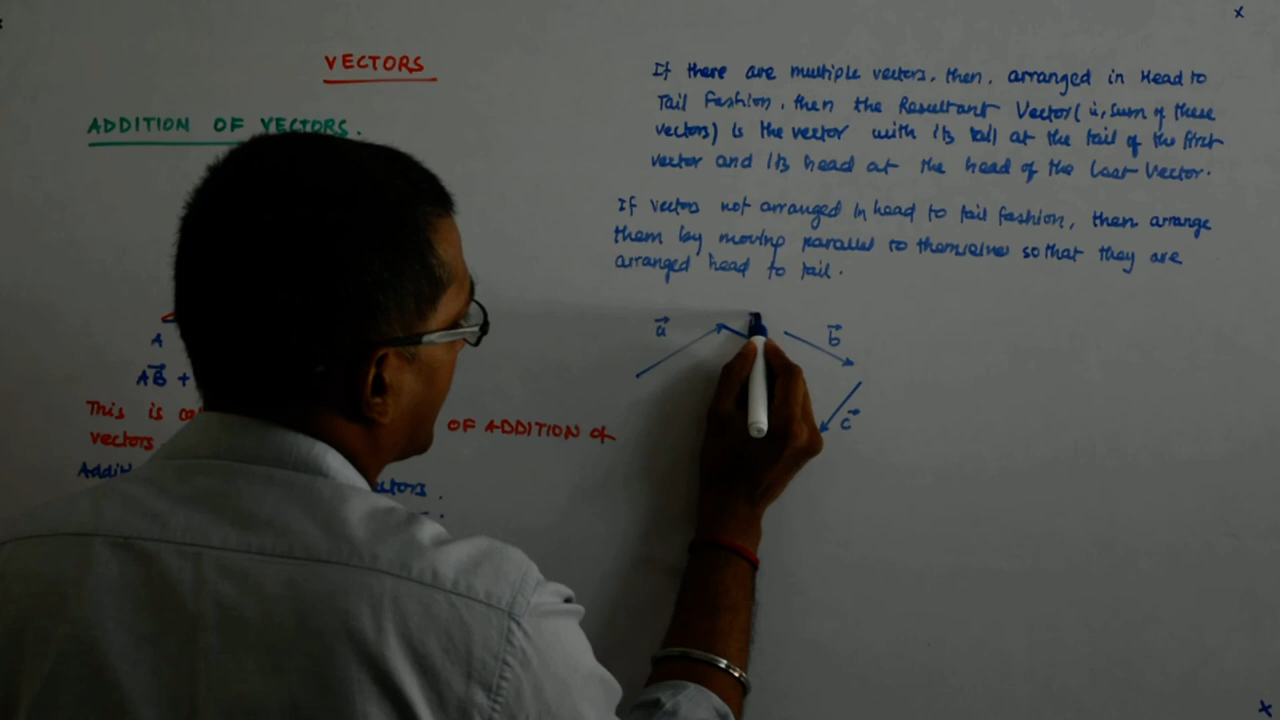 VECTORS
ADDITION OF VECTORS.
A
AB +
This is
vectors
OF ADDITION OF
If there are multiple vectors, then, arranged in Head to
Tail Fashion, then the Resultant Vector (ie, sum of these
vectors) is the vector with its tail at the tail of the first
vector and its head at the head of the Last Vector.
If vectors not arranged in head to tail fashion, then arrange
them by moving parallel to themselves so that they are
arranged head to tail.
a
b
c